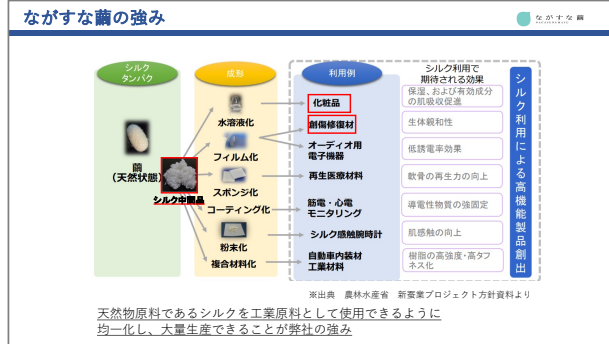 ながすな繭の強み
ながすな繭
シルク
タンパク
成形
利用例
シルク利用で
期待される効果
繭
(天然状態)
シルク中間品
水溶液化
フィルム化
スポンジ化
コーティング化
粉末化
複合材料化
化粧品
創傷修復材
オーディオ用
電子機器
再生医療材料
筋電・心電
モニタリング
シルク感触腕時計
自動車内装材
工業材料
保湿、および有効成分
の肌吸収促進
生体親和性
低誘電率効果
軟骨の再生力の向上
導電性物質の強固定
肌感触の向上
樹脂の高強度・高タフ
ネス化
シルク利用による高機能製品創出
※出典 農林水産省 新蚕業プロジェクト方針資料より
天然物原料であるシルクを工業原料として使用できるように
均一化し、大量生産できることが弊社の強み